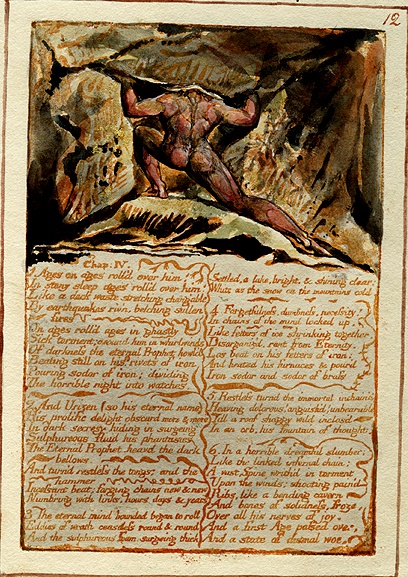 12
Chap: IV.
1. Ages on ages roll'd over him!
In stony sleep ages roll'd over him!
Like a dark waste stretching chang'able
By earthquakes riv'n, belching sullen
fires
On ages roll'd ages in ghastly
Sick torment; around him in whirlwinds
Of darkness the eternal Prophet howl'd
Beating still on his rivets of iron
Pouring sodor of iron; dividing
The horrible night into watches.
2. And Urizen (so his eternal name)
His prolific delight obscurd more & more
In dark secresy hiding in surgeing
Sulphureous fluid his phantasies.
The Eternal Prophet heavd the dark
bellows,
And turnd restless the tongs; and the
hammer
Incessant beat; forging chains new & new
Numb'ring with links, hours, days & years
3. The eternal mind bounded began to roll
Eddies of wrath ceaseless round & round,
And the sulphureous foam surgeing thick
Settled, a lake, bright, & shining clear:
White as the snow on the mountains cold.
4. Forgetfulness, dumbness, necessity!
In chains of the mind locked up,
Like fetters of ice shrinking together
Disorganiz'd, rent from Eternity,
Los beat on his fetters of iron;
And heated his furnaces & pour'd
Iron sodor and sodor of brass
5. Restless turnd the immortal inchain'd
Heaving dolorous! anguish'd! unbearable
Till a roof shaggy wild inclos'd
In an orb, his fountain of thought.
6. In a horrible dreamful slumber;
Like the linked infernal chain;
A vast Spine writh'd in torment
Upon the winds; shooting pain'd
Ribs, like a bending cavern
And bones of solidness, froze
Over all his nerves of joy.
And a first Age passed over,
And a state of dismal woe.